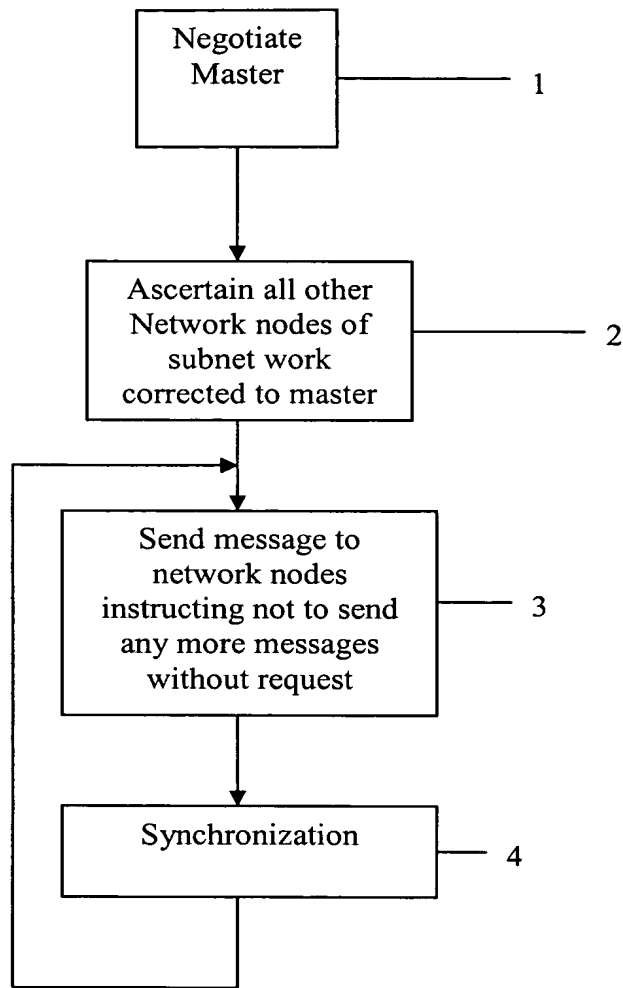 Negotiate
Master
1
Ascertain all other
Network nodes of
subnet work
corrected to master
2
Send message to
network nodes
instructing not to send
any more messages
without request
3
Synchronization
4